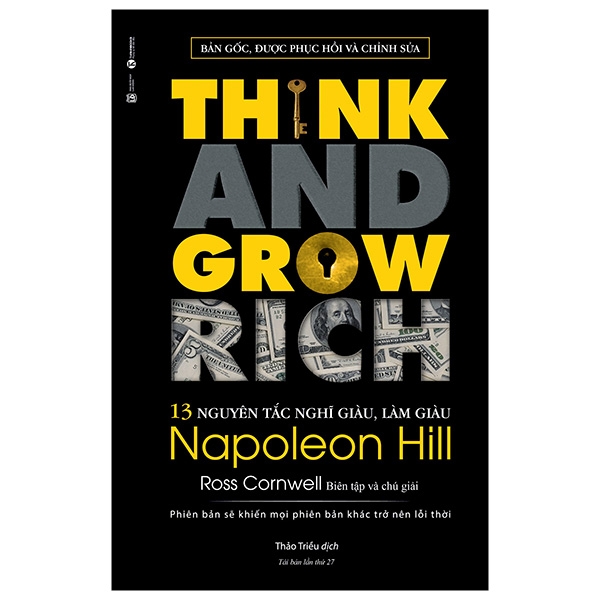 BẢN GỐC, ĐƯỢC PHỤC HỒI VÀ CHỈNH SỬA
THINK
AND
GROW
RICH
13 NGUYÊN TẮC NGHĨ GIÀU, LÀM GIÀU
Napoleon Hill
Ross Cornwell Biên tập và chú giải
Phiên bản sẽ khiến mọi phiên bản khác trở nên lỗi thời
Thảo Triều dịch
Tái bản lần thứ 27